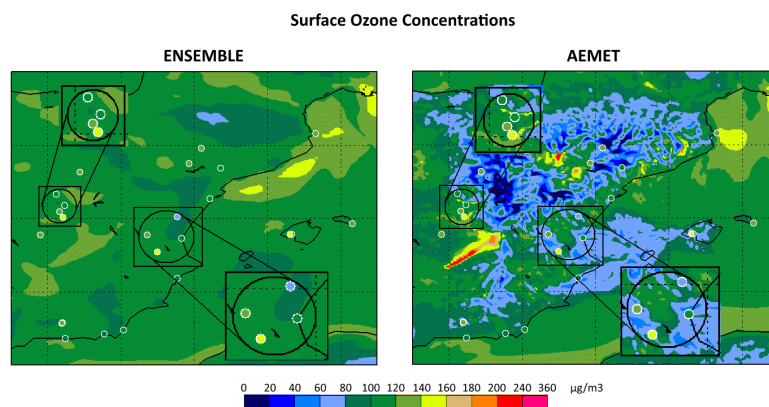 Surface Ozone Concentrations
ENSEMBLE
AEMET
0 20 40 60 80 100 120 140 160 180 200 240 360 µg/m3